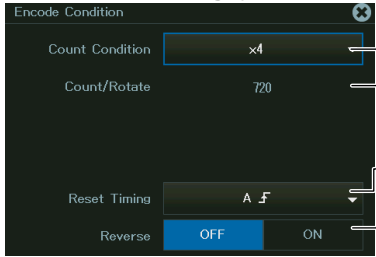 Encode Condition
Count Condition ×4
Count/Rotate 720
Reset Timing A
Reverse OFF ON